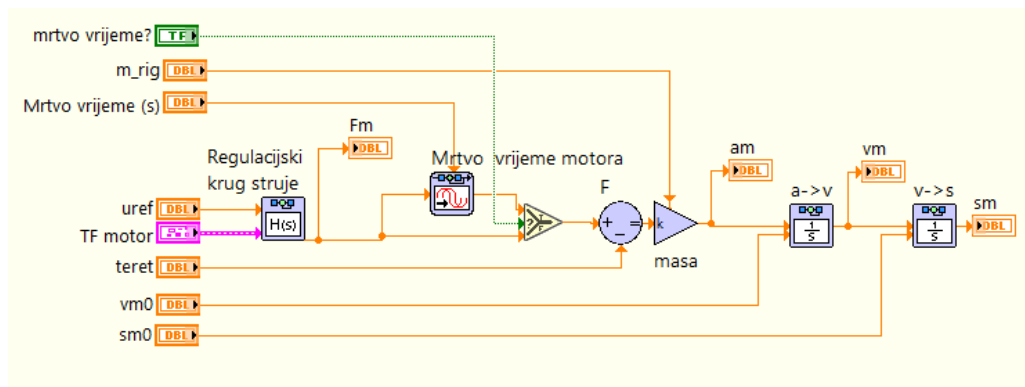 mrtvo vrijeme?
TF
m_rig
DBL
Mrtvo vrijeme (s)
DBL
Fm
DBL
Regulacijski
krug struje
Mrtvo vrijeme motora
am
DBL
vm
DBL
F
a->v
v->s
sm
DBL
uref
DBL
H(s)
TF motor
? T F
+ − =
k
1
s
1
s
masa
teret
DBL
vm0
DBL
sm0
DBL